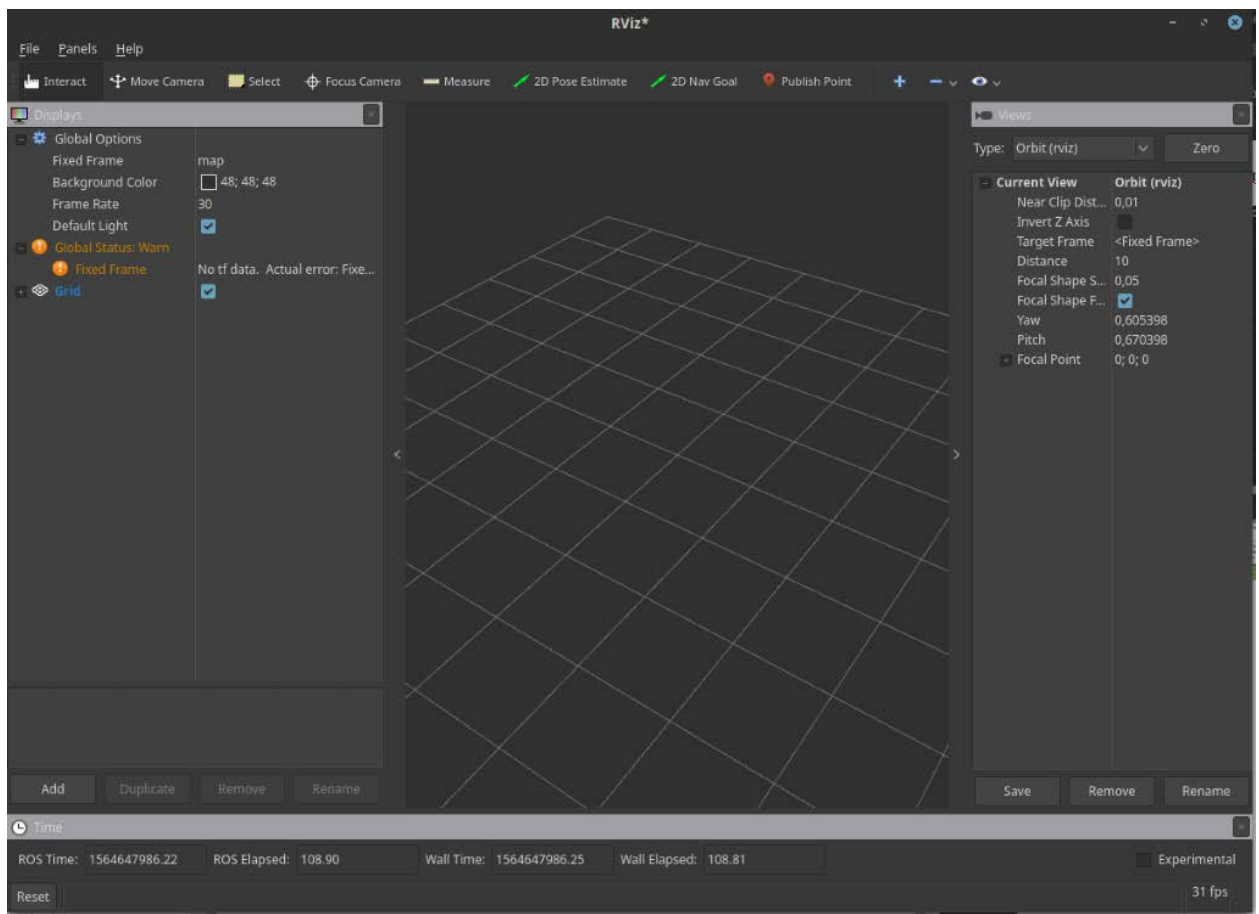 RViz*
File Panels Help
Interact Move Camera Select Focus Camera Measure 2D Pose Estimate 2D Nav Goal Publish Point
Displays
Global Options
Fixed Frame map
Background Color 48; 48; 48
Frame Rate 30
Default Light
Global Status: Warn
Fixed Frame No tf data. Actual error: Fixe...
Grid
Add Duplicate Remove Rename
Views
Type: Orbit (rviz) Zero
Current View Orbit (rviz)
Near Clip Dist... 0,01
Invert Z Axis
Target Frame <Fixed Frame>
Distance 10
Focal Shape S... 0,05
Focal Shape F...
Yaw 0,605398
Pitch 0,670398
Focal Point 0; 0; 0
Save Remove Rename
Time
ROS Time: 1564647986.22 ROS Elapsed: 108.90 Wall Time: 1564647986.25 Wall Elapsed: 108.81 Experimental
Reset 31 fps